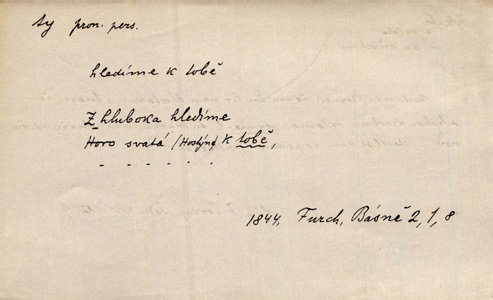 ty pron. pers.
hledíme k tobě
Z hluboka hledíme
Horo svatá /Hostýne/ k tobě,
- - - - - -
1844, Furch, Básně 2, 1, 8